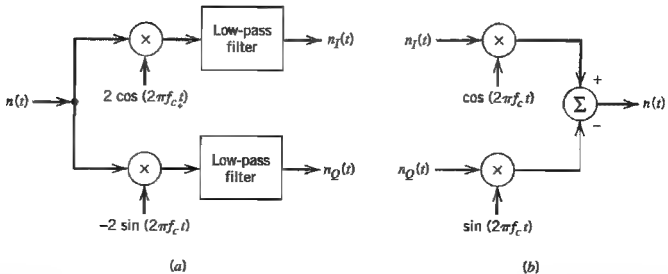 n(t)
×
2 cos (2πf_c t)
Low-pass
filter
n_I(t)
×
-2 sin (2πf_c t)
Low-pass
filter
n_Q(t)
(a)
n_I(t)
×
cos (2πf_c t)
+
Σ
n(t)
−
n_Q(t)
×
sin (2πf_c t)
(b)